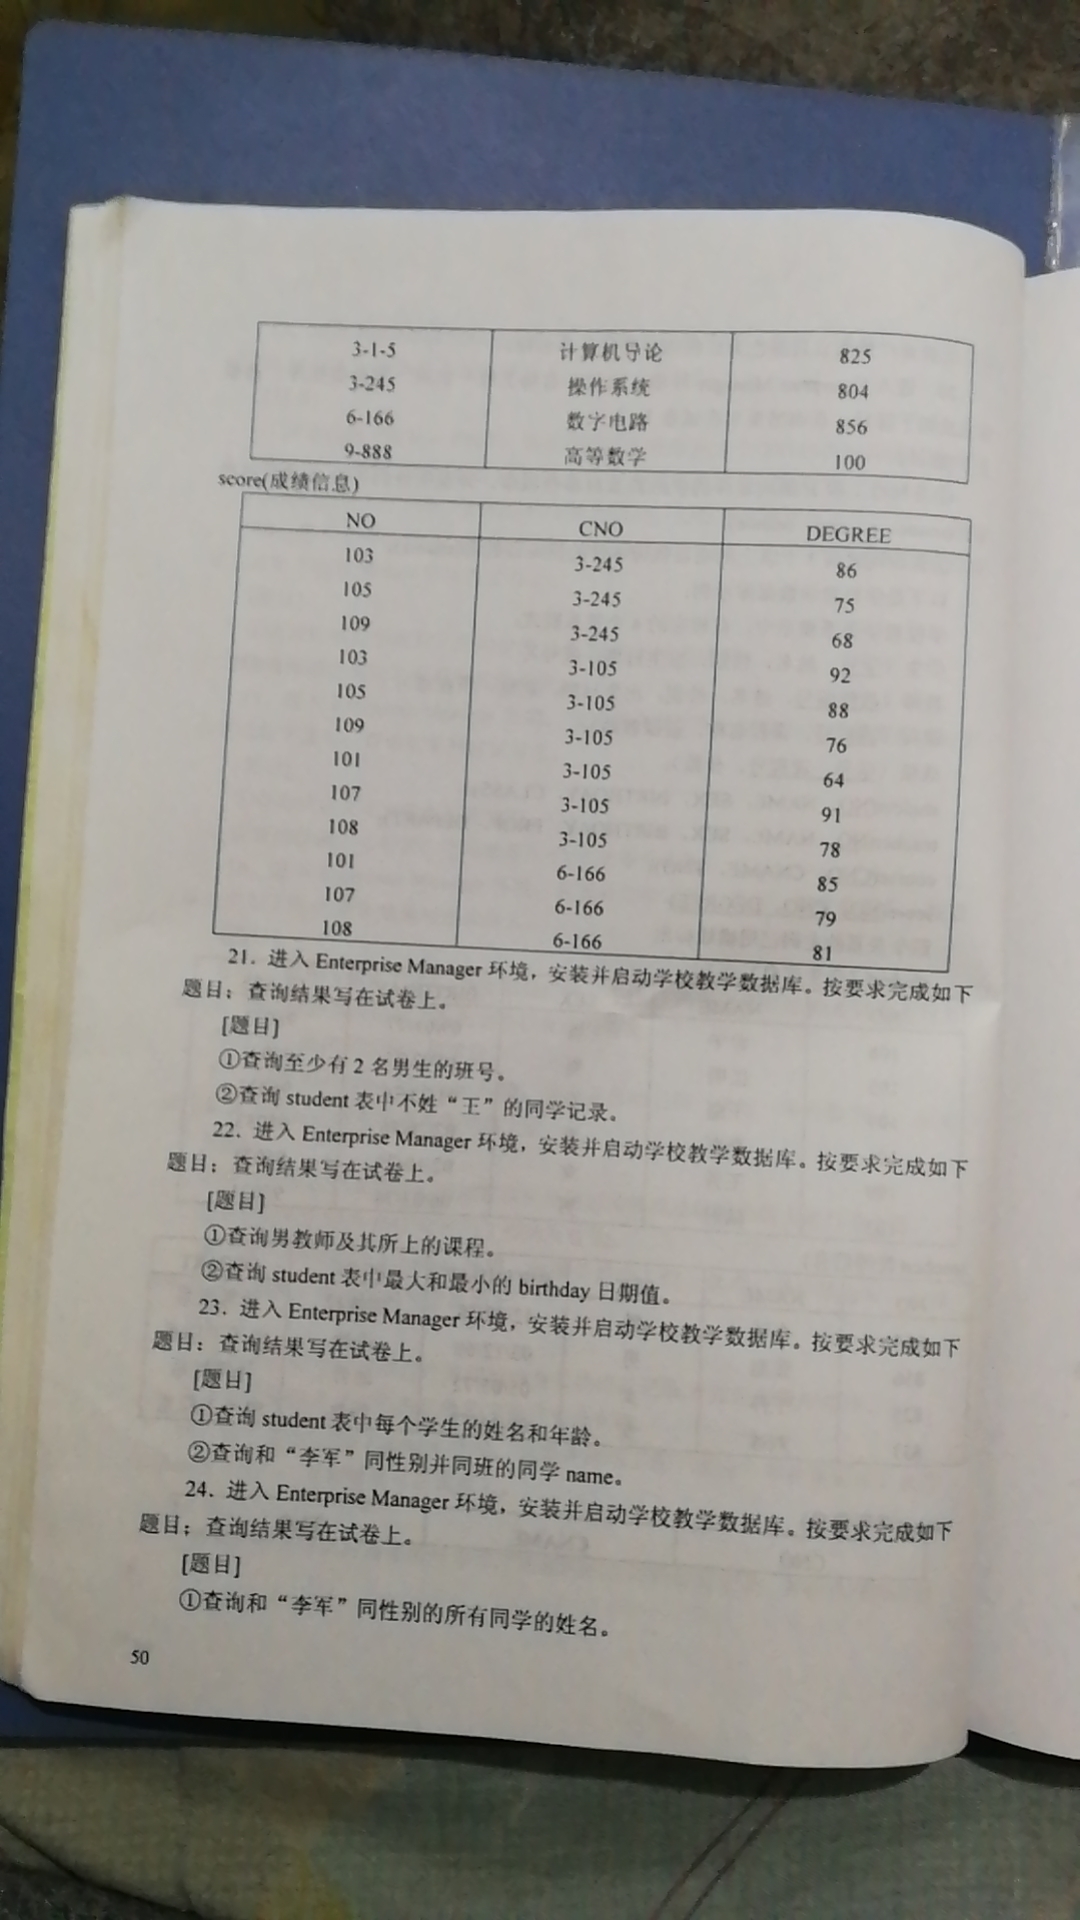 3-1-5 计算机导论 825
3-245 操作系统 804
6-166 数字电路 856
9-888 高等数学 100
score(成绩信息)
NO CNO DEGREE
103 3-245 86
105 3-245 75
109 3-245 68
103 3-105 92
105 3-105 88
109 3-105 76
101 3-105 64
107 3-105 91
108 3-105 78
101 6-166 85
107 6-166 79
108 6-166 81
21．进入 Enterprise Manager 环境，安装并启动学校教学数据库。按要求完成如下
题目；查询结果写在试卷上。
[题目]
①查询至少有 2 名男生的班号。
②查询 student 表中不姓“王”的同学记录。
22．进入 Enterprise Manager 环境，安装并启动学校教学数据库。按要求完成如下
题目；查询结果写在试卷上。
[题目]
①查询男教师及其所上的课程。
②查询 student 表中最大和最小的 birthday 日期值。
23．进入 Enterprise Manager 环境，安装并启动学校教学数据库。按要求完成如下
题目：查询结果写在试卷上。
[题目]
①查询 student 表中每个学生的姓名和年龄。
②查询和“李军”同性别并同班的同学 name。
24．进入 Enterprise Manager 环境，安装并启动学校教学数据库。按要求完成如下
题目；查询结果写在试卷上。
[题目]
①查询和“李军”同性别的所有同学的姓名。
50